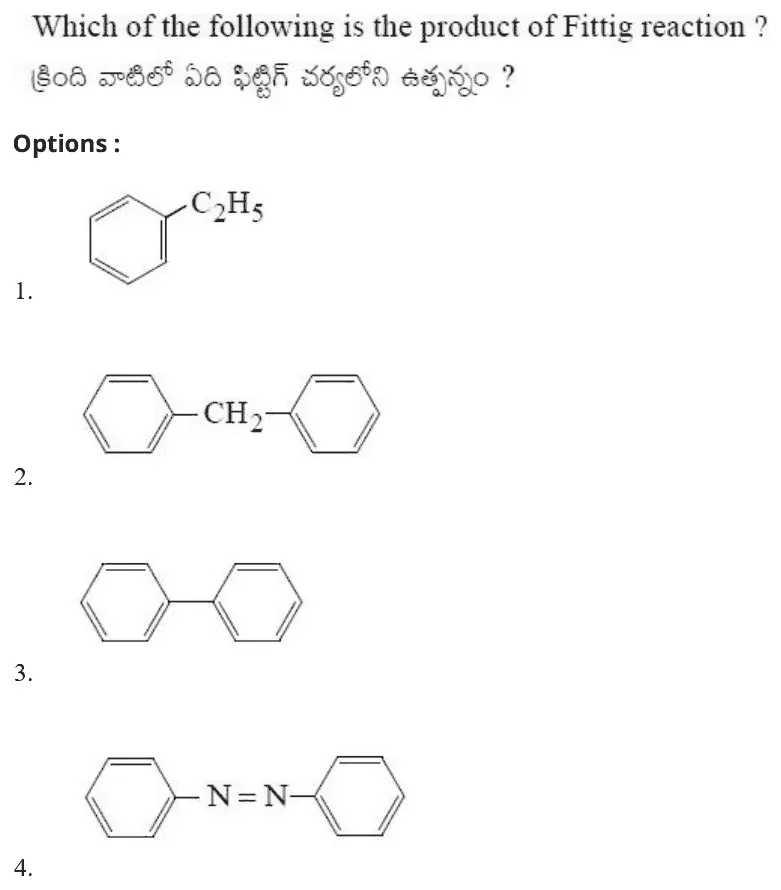 Which of the following is the product of Fittig reaction ?
క్రింది వాటిలో ఏది ఫిట్టిగ్ చర్యలోని ఉత్పన్నం ?
Options :
C₂H₅
1.
CH₂
2.
3.
N=N
4.